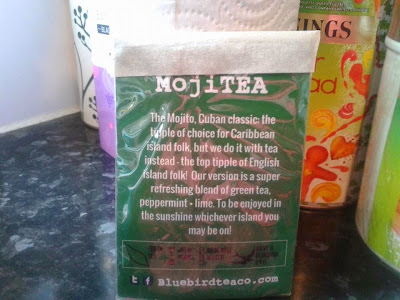 MOJITEA
The Mojito, Cuban classic: the
tipple of choice for Caribbean
island folk, but we do it with tea
instead - the top tipple of English
Island folk! Our version is a super
refreshing blend of green tea,
peppermint + lime. To be enjoyed in
the sunshine whichever island you
may be on!
Bluebirdteaco.com
NGS